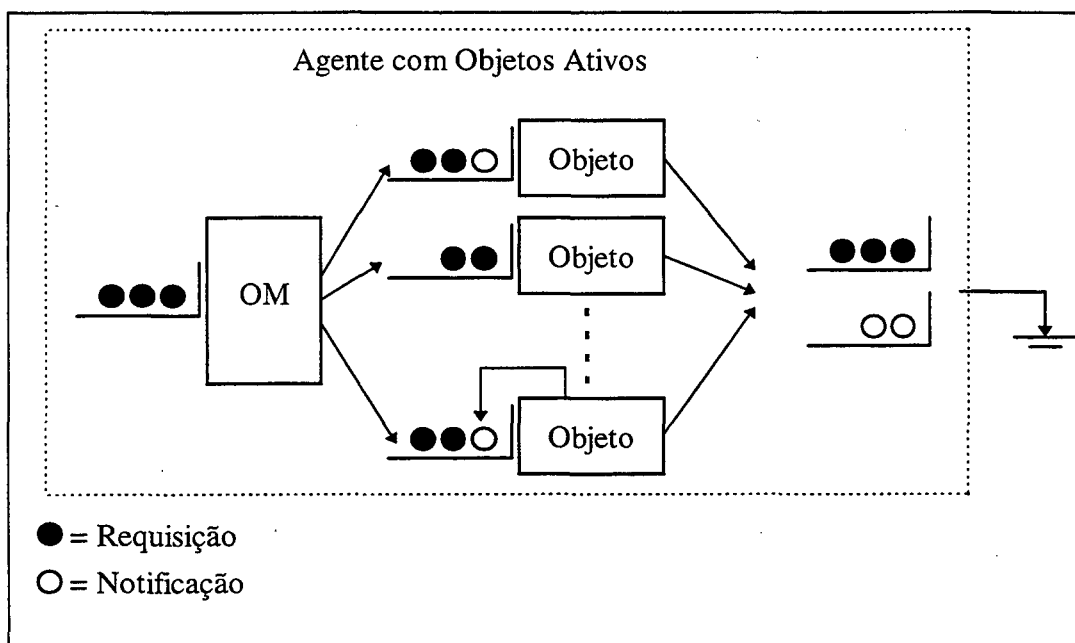 Agente com Objetos Ativos
Objeto
OM
Objeto
Objeto
= Requisição
= Notificação